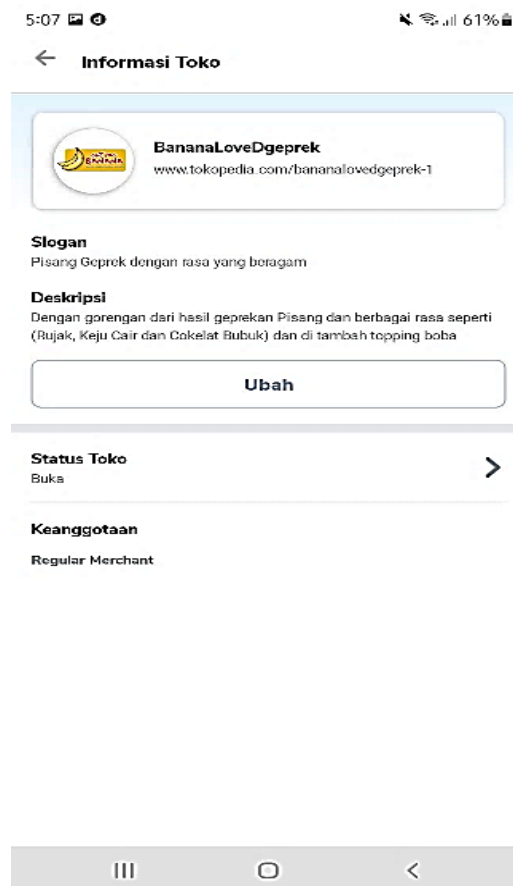 5:07
61%
Informasi Toko
BananaLoveDgeprek
www.tokopedia.com/bananalovedgeprek-1
Slogan
Pisang Geprek dengan rasa yang beragam
Deskripsi
Dengan gorengan dari hasil geprekan Pisang dan berbagai rasa seperti
(Rujak, Keju Cair dan Cokelat Bubuk) dan di tambah topping boba
Ubah
Status Toko
Buka
Keanggotaan
Regular Merchant